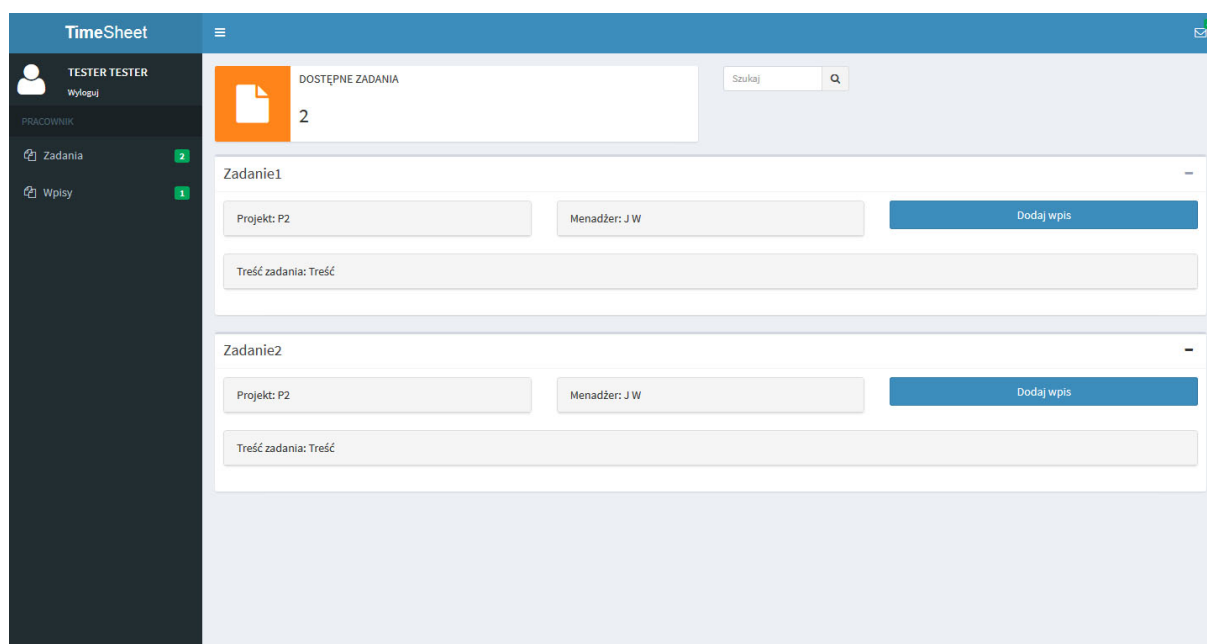 TimeSheet
TESTER TESTER
Wyloguj
PRACOWNIK
Zadania 2
Wpisy 1
DOSTĘPNE ZADANIA
2
Szukaj
Zadanie1
Projekt: P2
Menadżer: J W
Dodaj wpis
Treść zadania: Treść
Zadanie2
Projekt: P2
Menadżer: J W
Dodaj wpis
Treść zadania: Treść